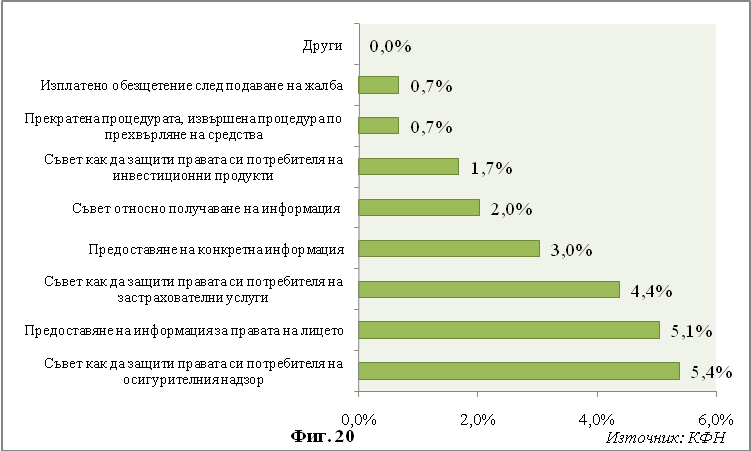 Други
0,0%
Изплатено обезщетение след подаване на жалба
0,7%
Прекратена процедурата, извършена процедура по
прехвърляне на средства
0,7%
Съвет как да защити правата си потребителя на
инвестиционни продукти
1,7%
Съвет относно получаване на информация
2,0%
Предоставяне на конкретна информация
3,0%
Съвет как да защити правата си потребителя на
застрахователни услуги
4,4%
Предоставяне на информация за правата на лицето
5,1%
Съвет как да защити правата си потребителя на
осигурителния надзор
5,4%
0,0% 2,0% 4,0% 6,0%
Фиг. 20
Източник: КФН